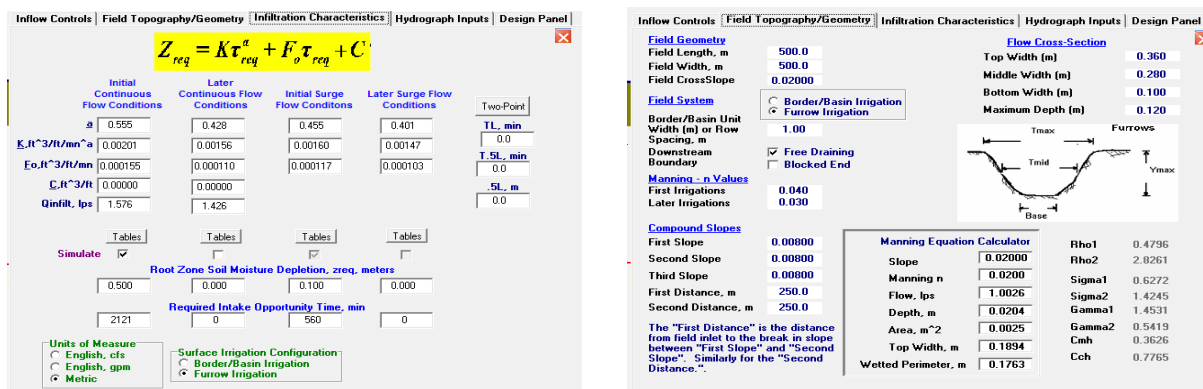 Inflow Controls | Field Topography/Geometry | Infiltration Characteristics | Hydrograph Inputs | Design Panel
Z req = Kτ^a req + F o τ req + C
Initial Continuous Flow Conditions
Later Continuous Flow Conditions
Initial Surge Flow Conditons
Later Surge Flow Conditions
Two-Point
a 0.555 0.428 0.455 0.401
TL, min
0.0
K,ft^3/ft/mn^a 0.00201 0.00156 0.00160 0.00147
T.5L, min
0.0
Fo,ft^3/ft/mn 0.000155 0.000110 0.000117 0.000103
.5L, m
0.0
C,ft^3/ft 0.00000 0.00000
Qinfilt, lps 1.576 1.426
Tables Tables Tables Tables
Simulate
Root Zone Soil Moisture Depletion, zreq, meters
0.500 0.000 0.100 0.000
Required Intake Opportunity Time, min
2121 0 560 0
Units of Measure
English, cfs
English, gpm
Metric
Surface Irrigation Configuration
Border/Basin Irrigation
Furrow Irrigation
Inflow Controls | Field Topography/Geometry | Infiltration Characteristics | Hydrograph Inputs | Design Panel
Field Geometry
Field Length, m 500.0
Field Width, m 500.0
Field CrossSlope 0.02000
Field System
Border/Basin Irrigation
Furrow Irrigation
Border/Basin Unit
Width (m) or Row 1.00
Spacing, m
Downstream Free Draining
Boundary Blocked End
Manning - n Values
First Irrigations 0.040
Later Irrigations 0.030
Compound Slopes
First Slope 0.00800
Second Slope 0.00800
Third Slope 0.00800
First Distance, m 250.0
Second Distance, m 250.0
The "First Distance" is the distance
from field inlet to the break in slope
between "First Slope" and "Second
Slope". Similarly for the "Second
Distance.".
Flow Cross-Section
Top Width (m) 0.360
Middle Width (m) 0.280
Bottom Width (m) 0.100
Maximum Depth (m) 0.120
Tmax
Furrows
Tmid
Ymax
Base
Manning Equation Calculator
Slope 0.02000
Manning n 0.0200
Flow, lps 1.0026
Depth, m 0.0204
Area, m^2 0.0025
Top Width, m 0.1894
Wetted Perimeter, m 0.1763
Rho1 0.4796
Rho2 2.8261
Sigma1 0.6272
Sigma2 1.4245
Gamma1 1.4531
Gamma2 0.5419
Cmh 0.3626
Cch 0.7765